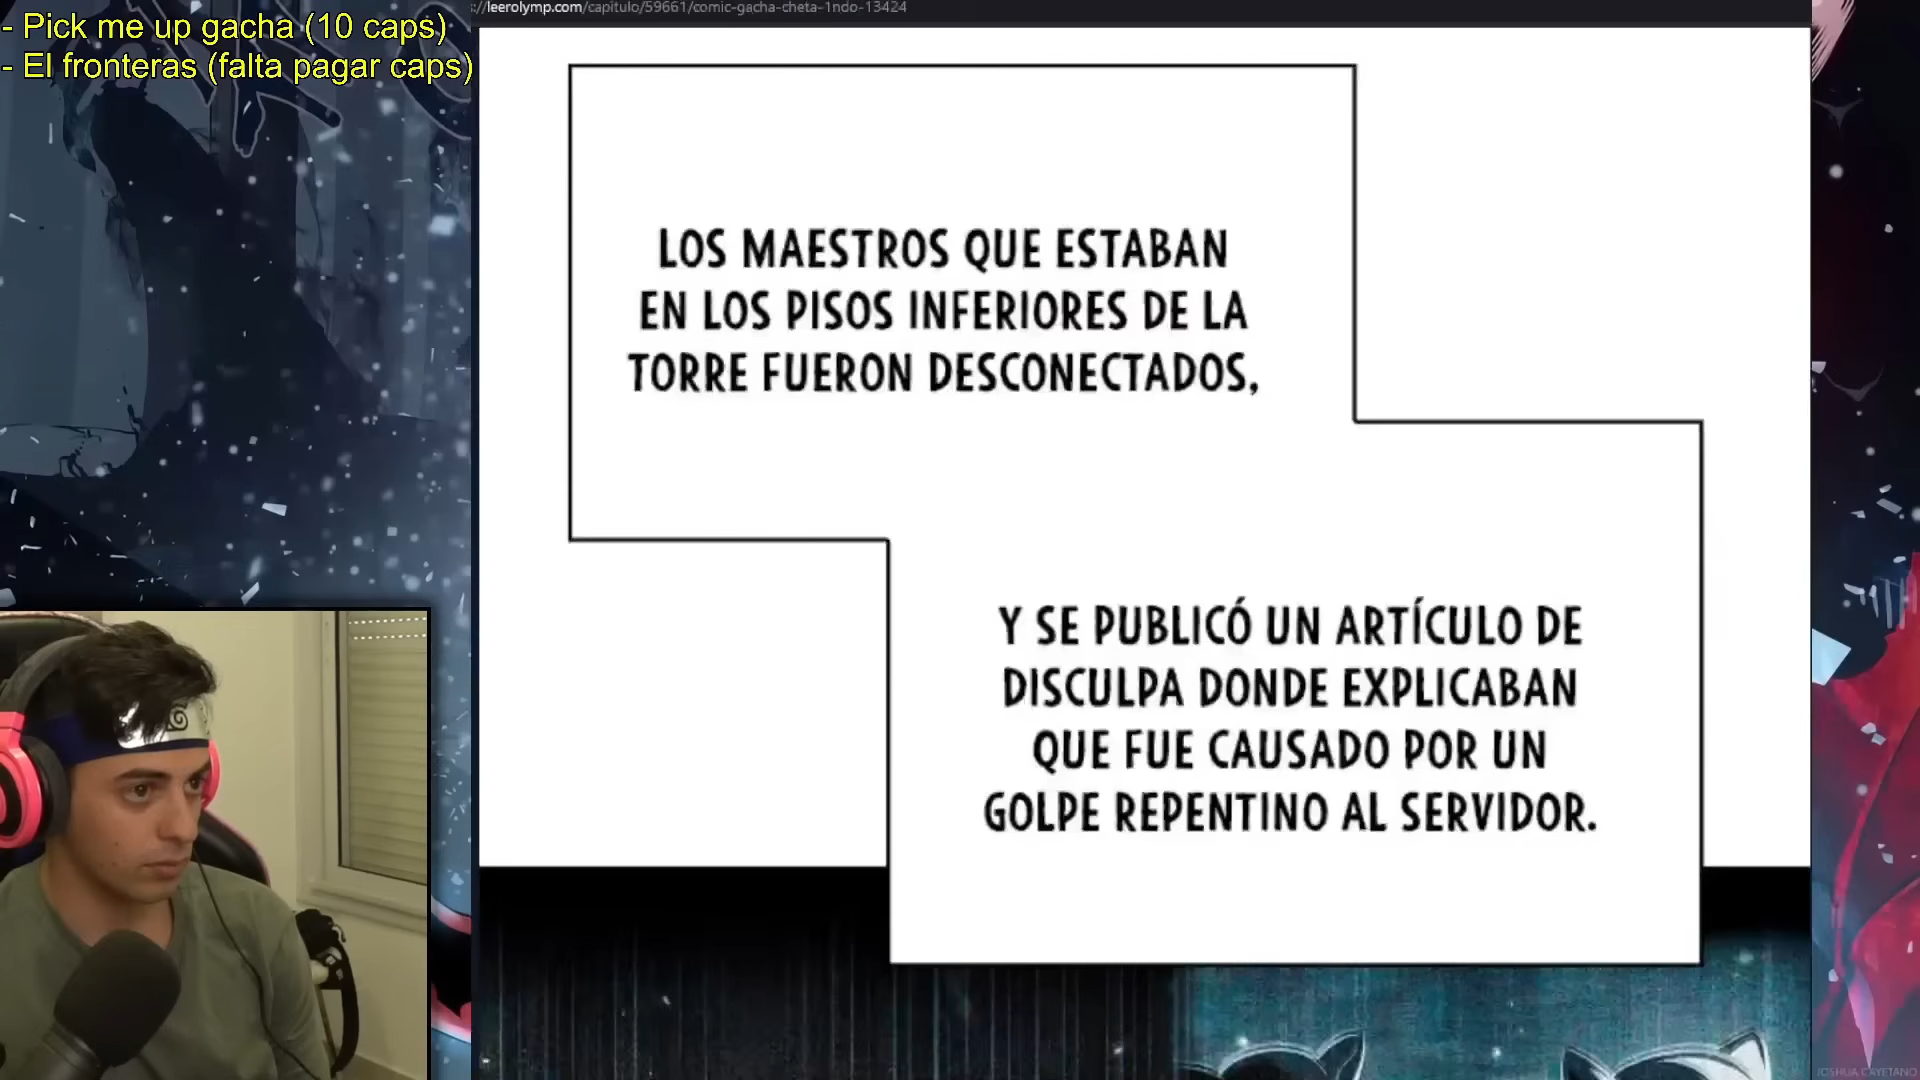 - Pick me up gacha (10 caps)
- El fronteras (falta pagar caps)
://leerolymp.com/capitulo/59661/comic-gacha-cheta-1ndo-13424
LOS MAESTROS QUE ESTABAN
EN LOS PISOS INFERIORES DE LA
TORRE FUERON DESCONECTADOS,
Y SE PUBLICÓ UN ARTÍCULO DE
DISCULPA DONDE EXPLICABAN
QUE FUE CAUSADO POR UN
GOLPE REPENTINO AL SERVIDOR.
JOSHUA CAYETANO